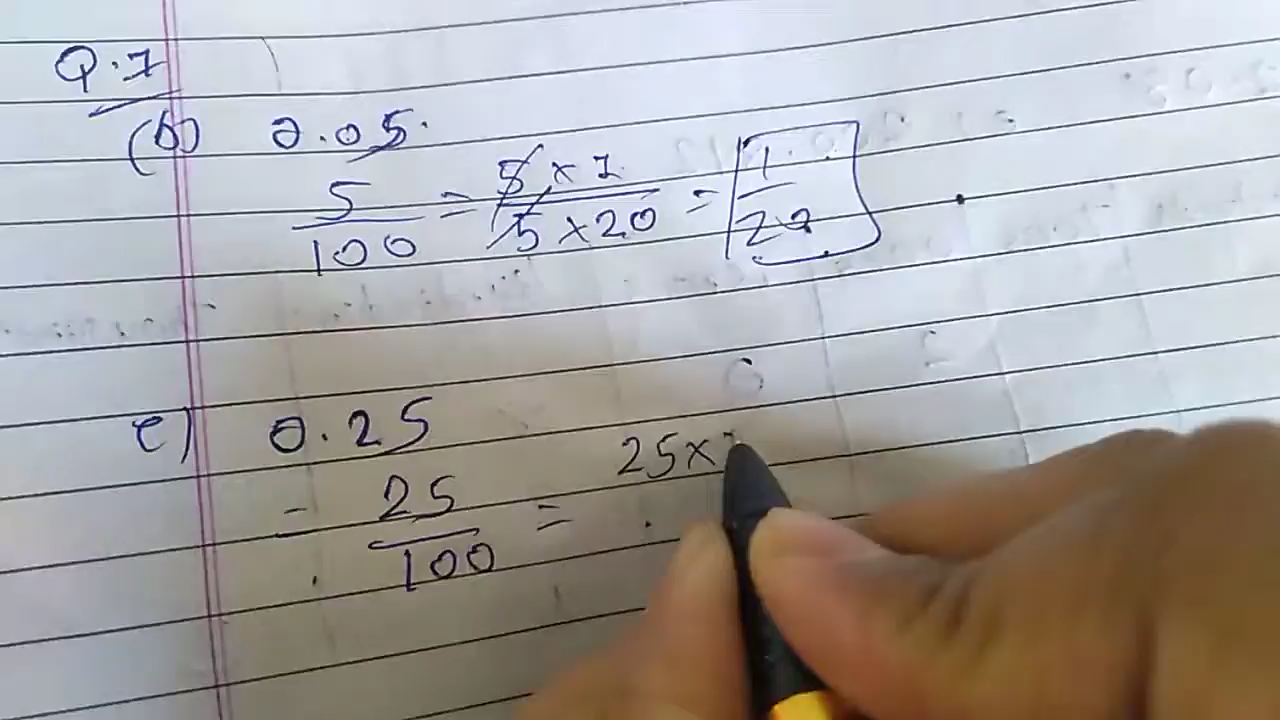 Q.7
(b) 0.05.
5/100 = 5×1/5×20 = 1/20
c) 0.25
= 25/100 = 25×